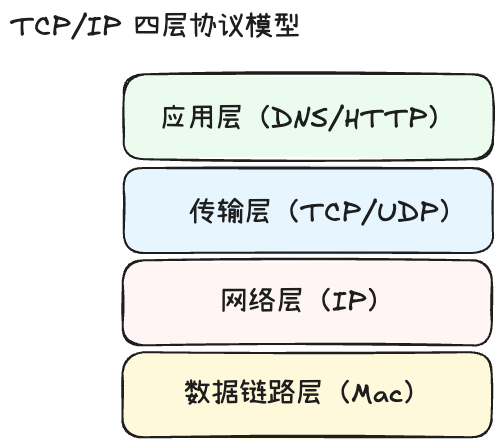 TCP/IP 四层协议模型
应用层（DNS/HTTP）
传输层（TCP/UDP）
网络层（IP）
数据链路层（Mac）